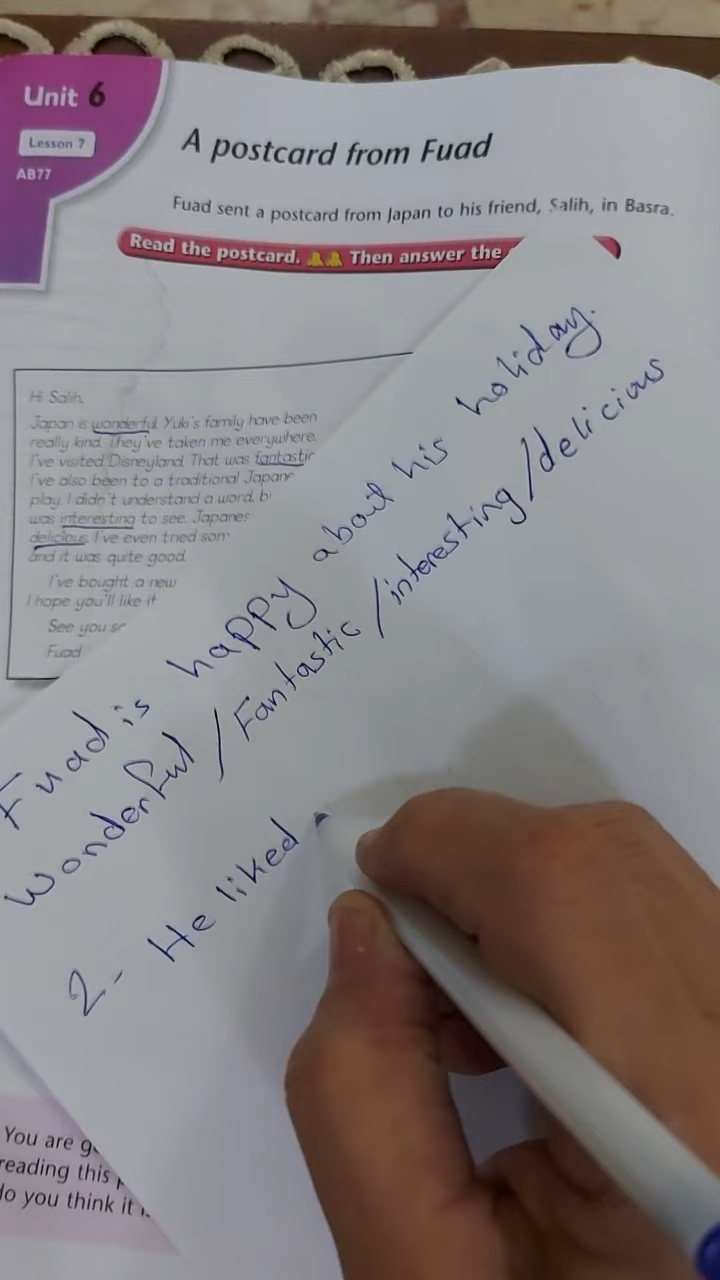 Unit 6
Lesson 7
AB77
A postcard from Fuad
Fuad sent a postcard from Japan to his friend, Salih, in Basra.
Read the postcard. Then answer the
Hi Salih,
Japan is wonderful. Yuki's family have been
really kind. They've taken me everywhere.
I've visited Disneyland. That was fantastic
I've also been to a traditional
play. I didn't understand a word,
was interesting to see.
delicious. I've even tried
and it was quite good.
I've bought a new
I hope you'll like it
See you
Fuad
Fuad is happy about his holiday.
Wonderful / Fantastic / interesting / delicious
2- He liked
You are
reading this
do you think it